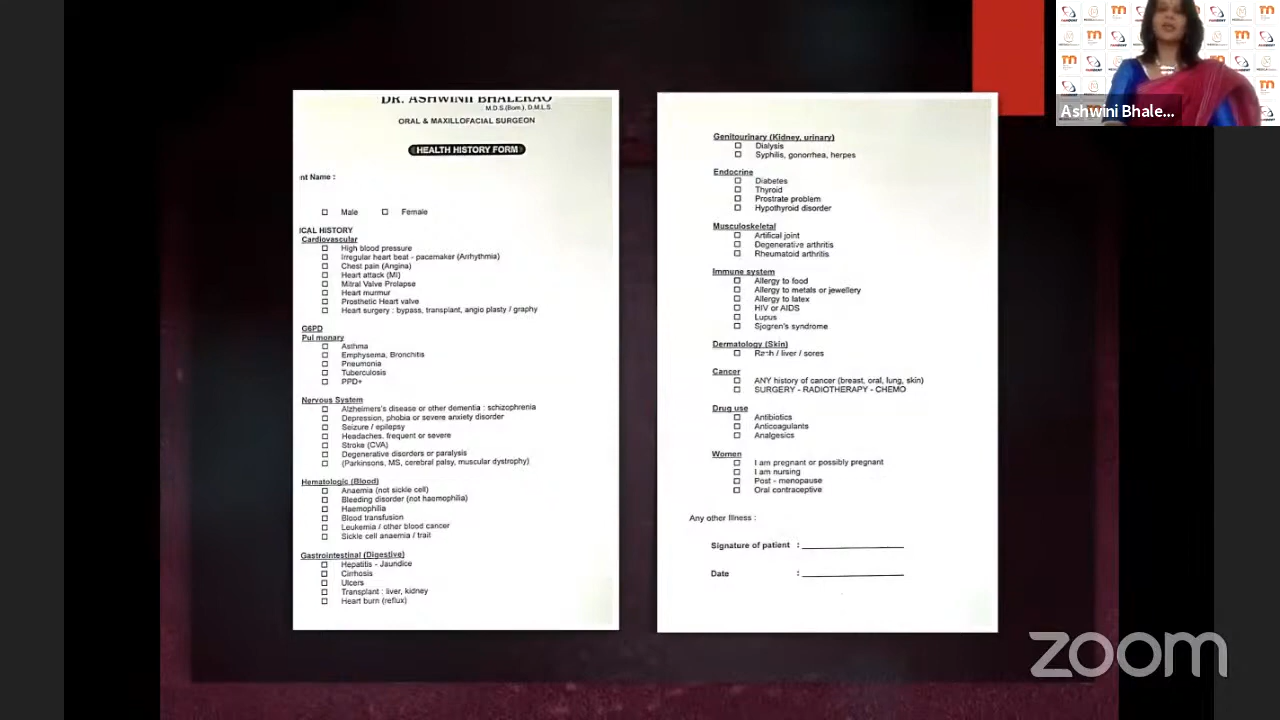 DR. ASHWINII BHALERAO
M.D.S.(Bom.), D.M.L.S.
ORAL & MAXILLOFACIAL SURGEON
HEALTH HISTORY FORM
nt Name :
Male Female
ICAL HISTORY
Cardiovascular
High blood pressure
Irregular heart beat - pacemaker (Arrhythmia)
Chest pain (Angina)
Heart attack (MI)
Mitral Valve Prolapse
Heart murmur
Prosthetic Heart valve
Heart surgery : bypass, transplant, angio plasty / graphy
G6PD
Pul monary
Asthma
Emphysema, Bronchitis
Pneumonia
Tuberculosis
PPD+
Nervous System
Alzheimers's disease or other dementia : schizophrenia
Depression, phobia or severe anxiety disorder
Seizure / epilepsy
Headaches. frequent or severe
Stroke (CVA)
Degenerative disorders or paralysis
(Parkinsons, MS, cerebral palsy, muscular dystrophy)
Hematologic (Blood)
Anaemia (not sickle cell)
Bleeding disorder (not haemophilia)
Haemophilia
Blood transfusion
Leukemia / other blood cancer
Sickle cell anaemia / trait
Gastrointestinal (Digestive)
Hepatitis - Jaundice
Cirrhosis
Ulcers
Transplant : liver, kidney
Heart burn (reflux)
Genitourinary (Kidney, urinary)
Dialysis
Syphilis, gonorrhea, herpes
Endocrine
Diabetes
Thyroid
Prostrate problem
Hypothyroid disorder
Musculoskeletal
Artifical joint
Degenerative arthritis
Rheumatoid arthritis
Immune system
Allergy to food
Allergy to metals or jewellery
Allergy to latex
HIV or AIDS
Lupus
Sjogren's syndrome
Dermatology (Skin)
Rash / liver / sores
Cancer
ANY history of cancer (breast, oral, lung, skin)
SURGERY - RADIOTHERAPY - CHEMO
Drug use
Antibiotics
Anticoagulants
Analgesics
Women
I am pregnant or possibly pregnant
I am nursing
Post - menopause
Oral contraceptive
Any other Illness :
Signature of patient :
Date :
Ashwini Bhale...
zoom